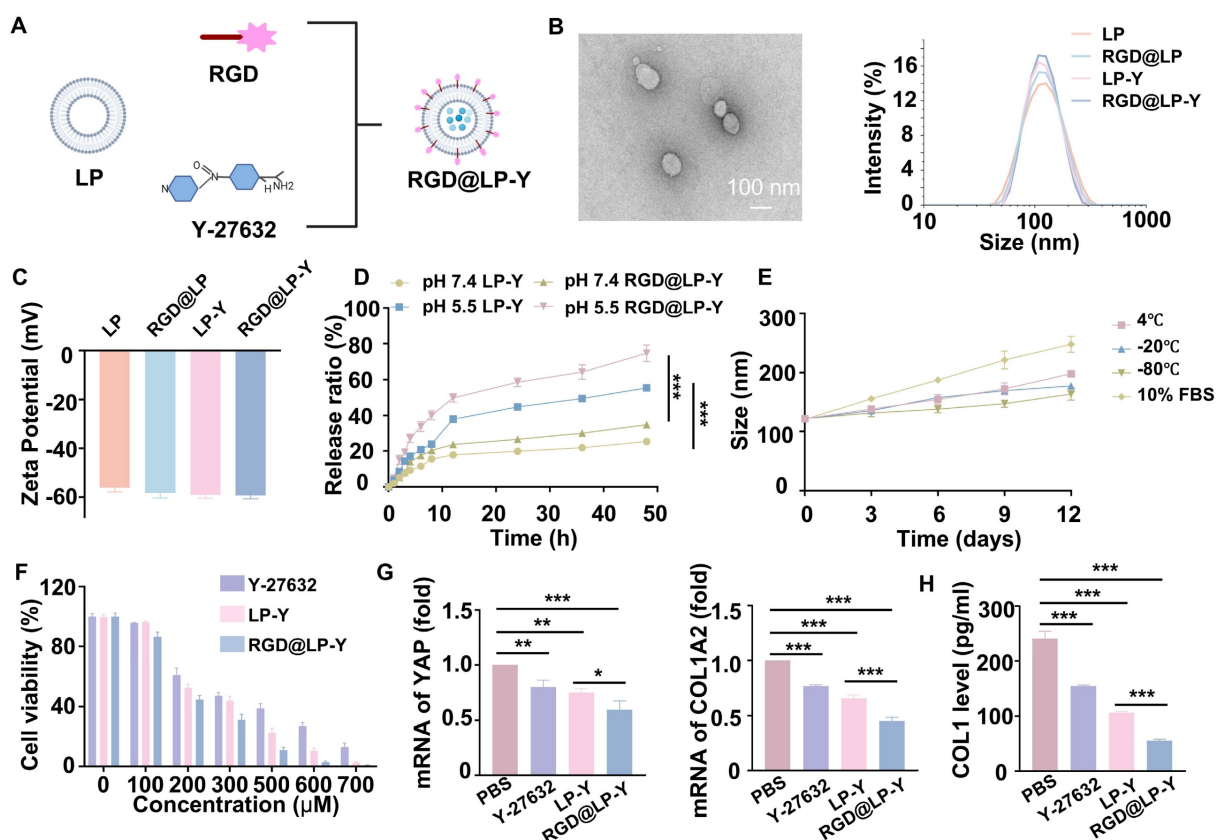 A
RGD
LP
N
O
N
H
NH2
Y-27632
RGD@LP-Y
B
100 nm
Intensity (%)
16
12
8
4
0
10
100
1000
Size (nm)
LP
RGD@LP
LP-Y
RGD@LP-Y
C
LP
RGD@LP
LP-Y
RGD@LP-Y
Zeta Potential (mV)
0
-20
-40
-60
D
pH 7.4 LP-Y
pH 7.4 RGD@LP-Y
pH 5.5 LP-Y
pH 5.5 RGD@LP-Y
Release ratio (%)
100
80
60
40
20
0
0
10
20
30
40
50
Time (h)
***
***
E
Size (nm)
300
200
100
0
0
3
6
9
12
Time (days)
4℃
-20℃
-80℃
10% FBS
F
Cell viability (%)
120
80
40
0
0
100
200
300
500
600
700
Concentration (µM)
Y-27632
LP-Y
RGD@LP-Y
G
mRNA of YAP (fold)
1.5
1.0
0.5
0.0
***
**
**
*
PBS
Y-27632
LP-Y
RGD@LP-Y
mRNA of COL1A2 (fold)
1.5
1.0
0.5
0.0
***
***
***
***
PBS
Y-27632
LP-Y
RGD@LP-Y
H
COL1 level (pg/ml)
300
200
100
0
***
***
***
***
PBS
Y-27632
LP-Y
RGD@LP-Y